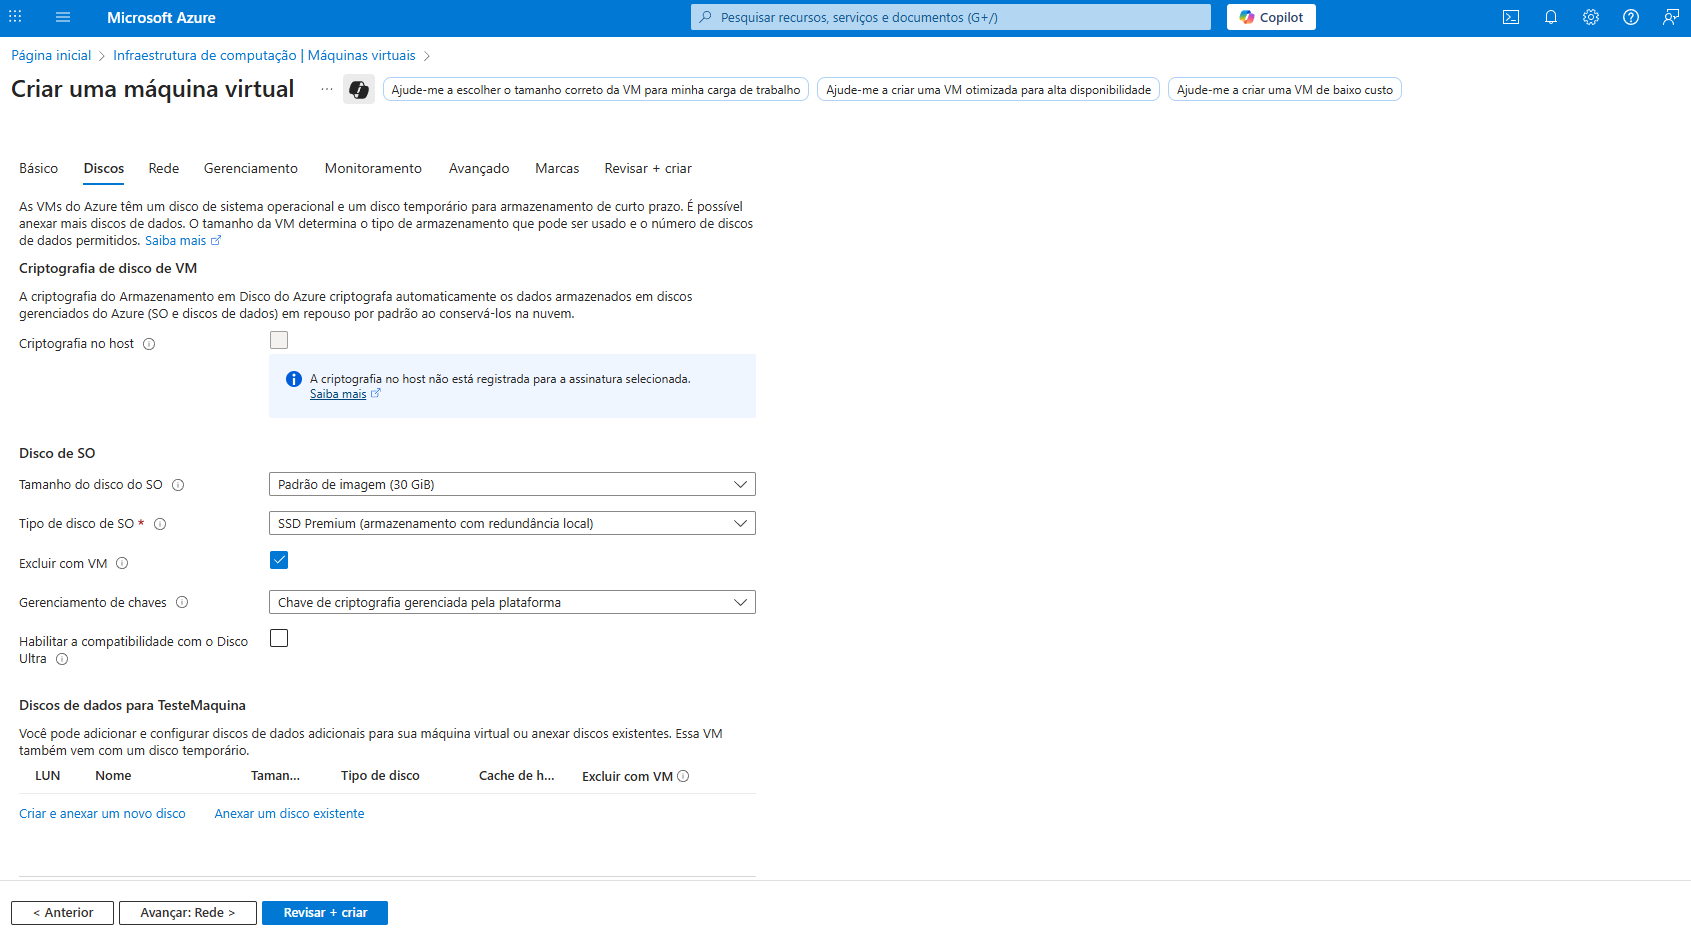 Microsoft Azure
Pesquisar recursos, serviços e documentos (G+/)
Copilot
Página inicial > Infraestrutura de computação | Máquinas virtuais >
Criar uma máquina virtual ...
Ajude-me a escolher o tamanho correto da VM para minha carga de trabalho
Ajude-me a criar uma VM otimizada para alta disponibilidade
Ajude-me a criar uma VM de baixo custo
Básico Discos Rede Gerenciamento Monitoramento Avançado Marcas Revisar + criar
As VMs do Azure têm um disco de sistema operacional e um disco temporário para armazenamento de curto prazo. É possível
anexar mais discos de dados. O tamanho da VM determina o tipo de armazenamento que pode ser usado e o número de discos
de dados permitidos. Saiba mais
Criptografia de disco de VM
A criptografia do Armazenamento em Disco do Azure criptografa automaticamente os dados armazenados em discos
gerenciados do Azure (SO e discos de dados) em repouso por padrão ao conservá-los na nuvem.
Criptografia no host
A criptografia no host não está registrada para a assinatura selecionada.
Saiba mais
Disco de SO
Tamanho do disco do SO
Padrão de imagem (30 GiB)
Tipo de disco de SO *
SSD Premium (armazenamento com redundância local)
Excluir com VM
Gerenciamento de chaves
Chave de criptografia gerenciada pela plataforma
Habilitar a compatibilidade com o Disco
Ultra
Discos de dados para TesteMaquina
Você pode adicionar e configurar discos de dados adicionais para sua máquina virtual ou anexar discos existentes. Essa VM
também vem com um disco temporário.
LUN Nome Taman... Tipo de disco Cache de h... Excluir com VM
Criar e anexar um novo disco Anexar um disco existente
< Anterior
Avançar: Rede >
Revisar + criar